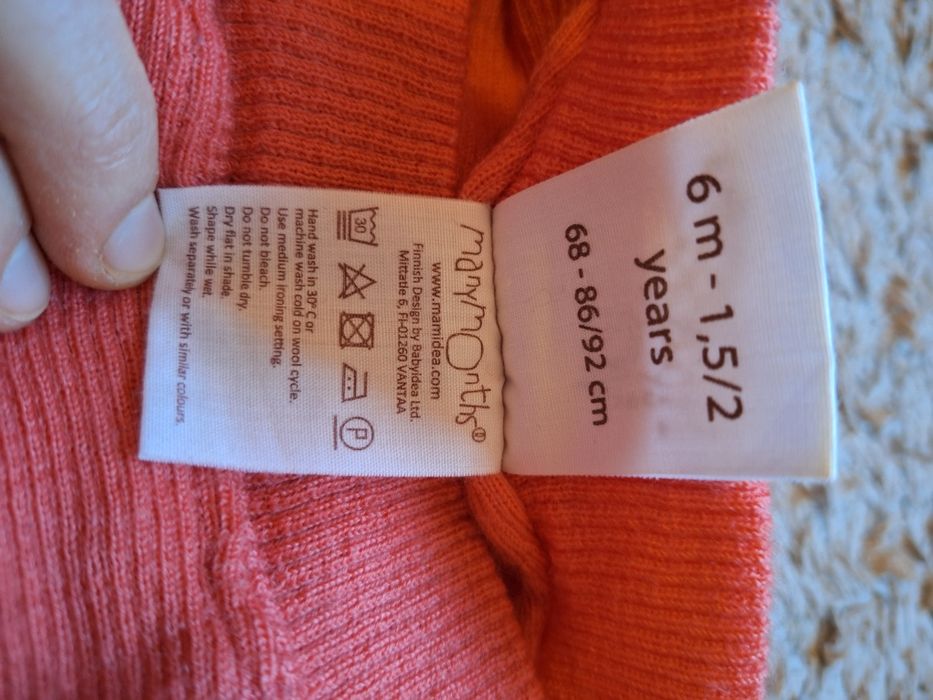 6 m - 1,5/2
years
68 - 86/92 cm
manymOnths®
www.mamidea.com
Finnish Design by Babyidea Ltd.
Mittatie 6, FI-01260 VANTAA
30
P
Hand wash in 30° C or
machine wash cold on wool cycle.
Use medium ironing setting.
Do not bleach.
Do not tumble dry.
Dry flat in shade.
Shape while wet.
Wash separately or with similar colours.